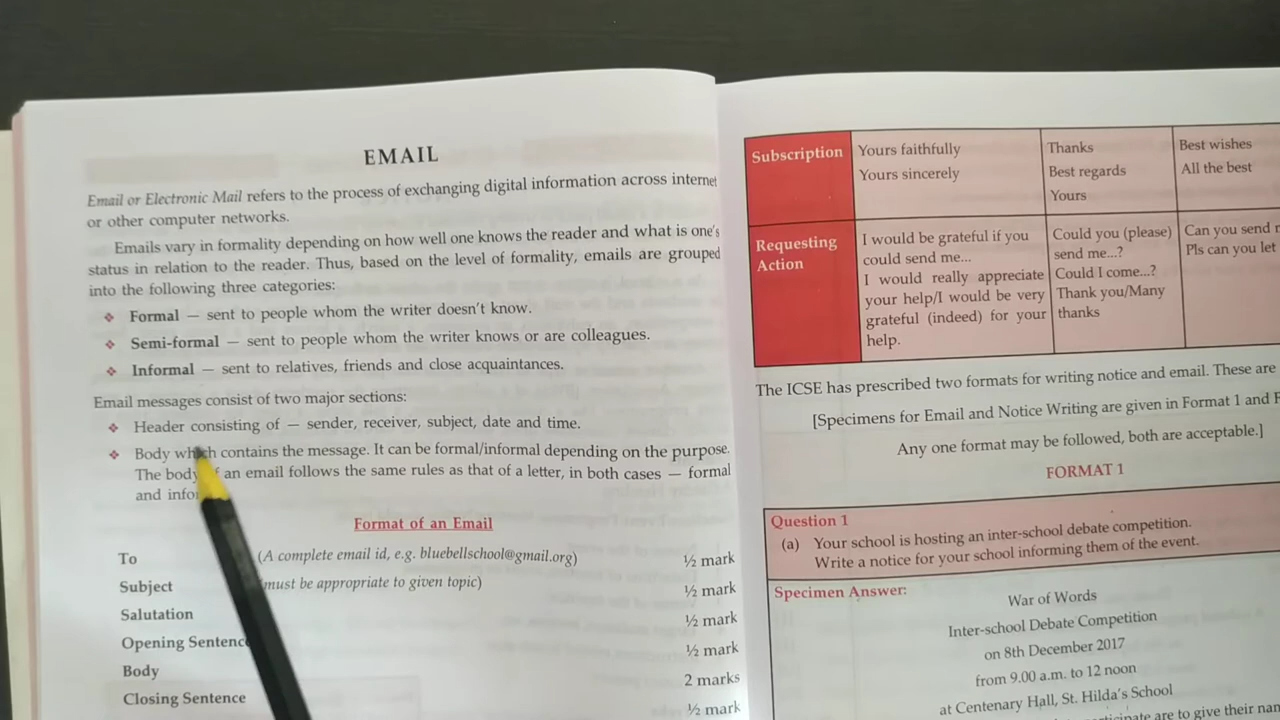 EMAIL
Email or Electronic Mail refers to the process of exchanging digital information across internet
or other computer networks.
Emails vary in formality depending on how well one knows the reader and what is one's
status in relation to the reader. Thus, based on the level of formality, emails are grouped
into the following three categories:
❖ Formal — sent to people whom the writer doesn't know.
❖ Semi-formal — sent to people whom the writer knows or are colleagues.
❖ Informal — sent to relatives, friends and close acquaintances.
Email messages consist of two major sections:
❖ Header consisting of — sender, receiver, subject, date and time.
❖ Body which contains the message. It can be formal/informal depending on the purpose.
The body of an email follows the same rules as that of a letter, in both cases — formal
and
Format of an Email
To (A complete email id, e.g. bluebellschool@gmail.org) ½ mark
Subject (must be appropriate to given topic) ½ mark
Salutation ½ mark
Opening Sentence ½ mark
Body 2 marks
Closing Sentence ½ mark
Subscription
Yours faithfully
Yours sincerely
Thanks
Best regards
Yours
Best wishes
All the best
Requesting
Action
I would be grateful if you
could send me...
I would really appreciate
your help/I would be very
grateful (indeed) for your
help.
Could you (please)
send me...?
Could I come...?
Thank you/Many
thanks
Can you send
Pls can you let
The ICSE has prescribed two formats for writing notice and email. These are
[Specimens for Email and Notice Writing are given in Format 1 and
Any one format may be followed, both are acceptable.]
FORMAT 1
Question 1
(a) Your school is hosting an inter-school debate competition.
Write a notice for your school informing them of the event.
Specimen Answer:
War of Words
Inter-school Debate Competition
on 8th December 2017
from 9.00 a.m. to 12 noon
at Centenary Hall, St. Hilda's School
participate are to give their